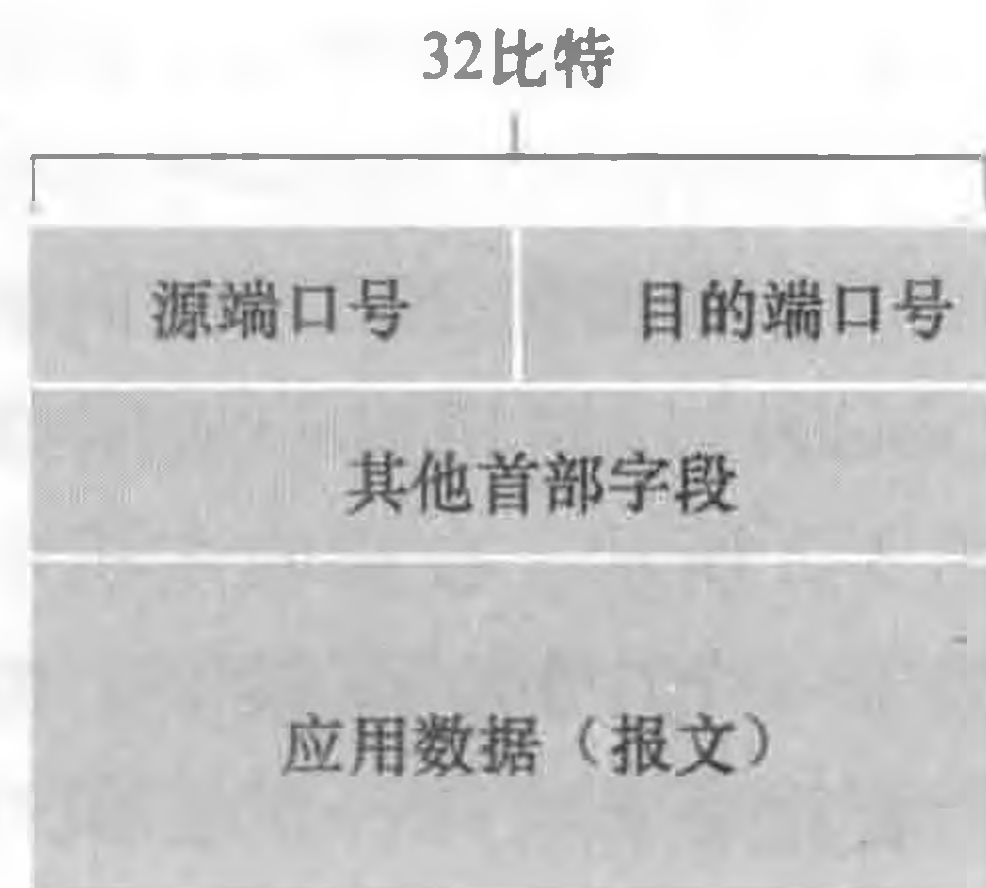 32比特
源端口号
目的端口号
其他首部字段
应用数据（报文）